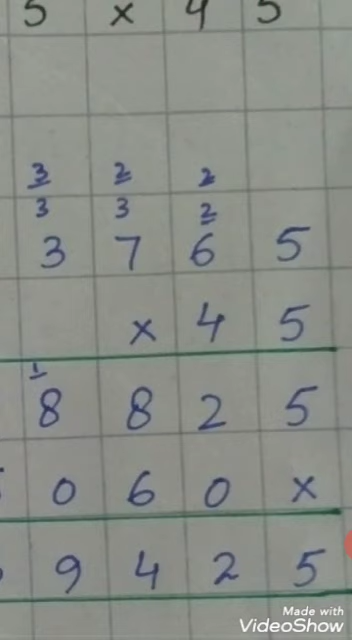 5 x 4 5
3 2 2
3 3 2
3 7 6 5
x 4 5
1
8 8 2 5
0 6 0 x
9 4 2 5
Made with
VideoShow